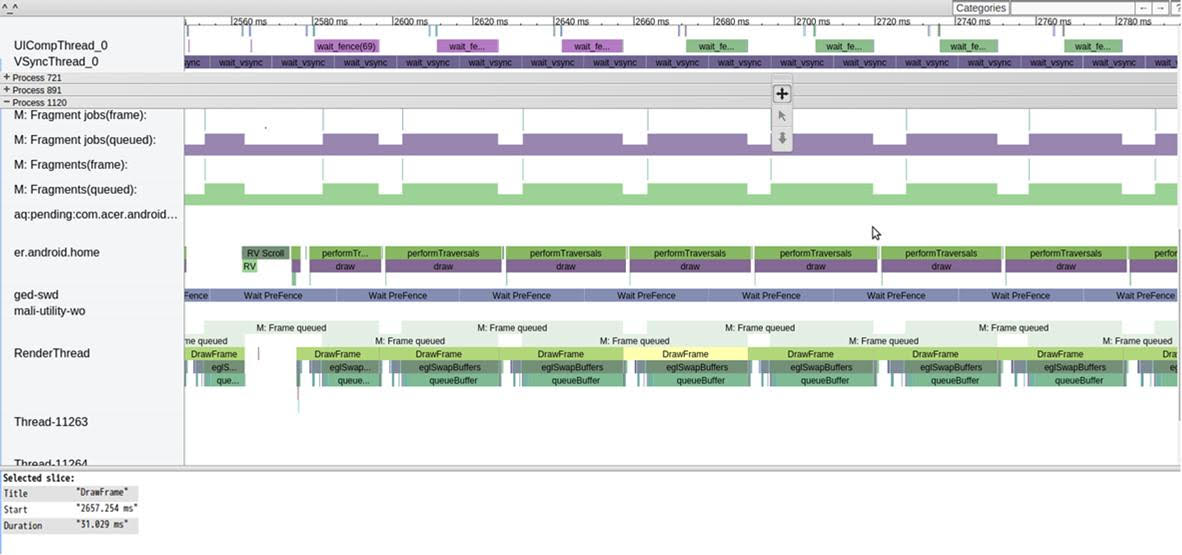 ^_^ Categories ← → ?
2560 ms 2580 ms 2600 ms 2620 ms 2640 ms 2660 ms 2680 ms 2700 ms 2720 ms 2740 ms 2760 ms 2780 ms
UICompThread_0 wait_fence(69) wait_fe... wait_fe... wait_fe... wait_fe... wait_fe... wait_fe...
VSyncThread_0 ync wait_vsync wait_vsync wait_vsync wait_vsync wait_vsync wait_vsync wait_vsync wait_vsync wait_vsync wait_vsync wait_vsync wait_v
+ Process 721
+ Process 891
− Process 1120
M: Fragment jobs(frame):
M: Fragment jobs(queued):
M: Fragments(frame):
M: Fragments(queued):
aq:pending:com.acer.android...
er.android.home RV Scroll performTr... performTraversals performTraversals performTraversals performTraversals performTraversals performTraversals perfor
RV draw draw draw draw draw draw draw
ged-swd Fence Wait PreFence Wait PreFence Wait PreFence Wait PreFence Wait PreFence Wait PreFence Wait PreFence Wait PreFence
mali-utility-wo
M: Frame queued M: Frame queued M: Frame queued M: Frame queued
me queued M: Frame queued M: Frame queued M: Frame queued M: Frame queued
RenderThread DrawFrame DrawFrame DrawFrame DrawFrame DrawFrame DrawFrame DrawFrame DrawFrame Dra
eglS... eglSwap... eglSwapBuffers eglSwapBuffers eglSwapBuffers eglSwapBuffers eglSwapBuffers eglSwapBuffers
que... queue... queueBuffer queueBuffer queueBuffer queueBuffer queueBuffer queueBuffer
Thread-11263
Thread-11264
Selected slice:
Title "DrawFrame"
Start "2657.254 ms"
Duration "31.029 ms"